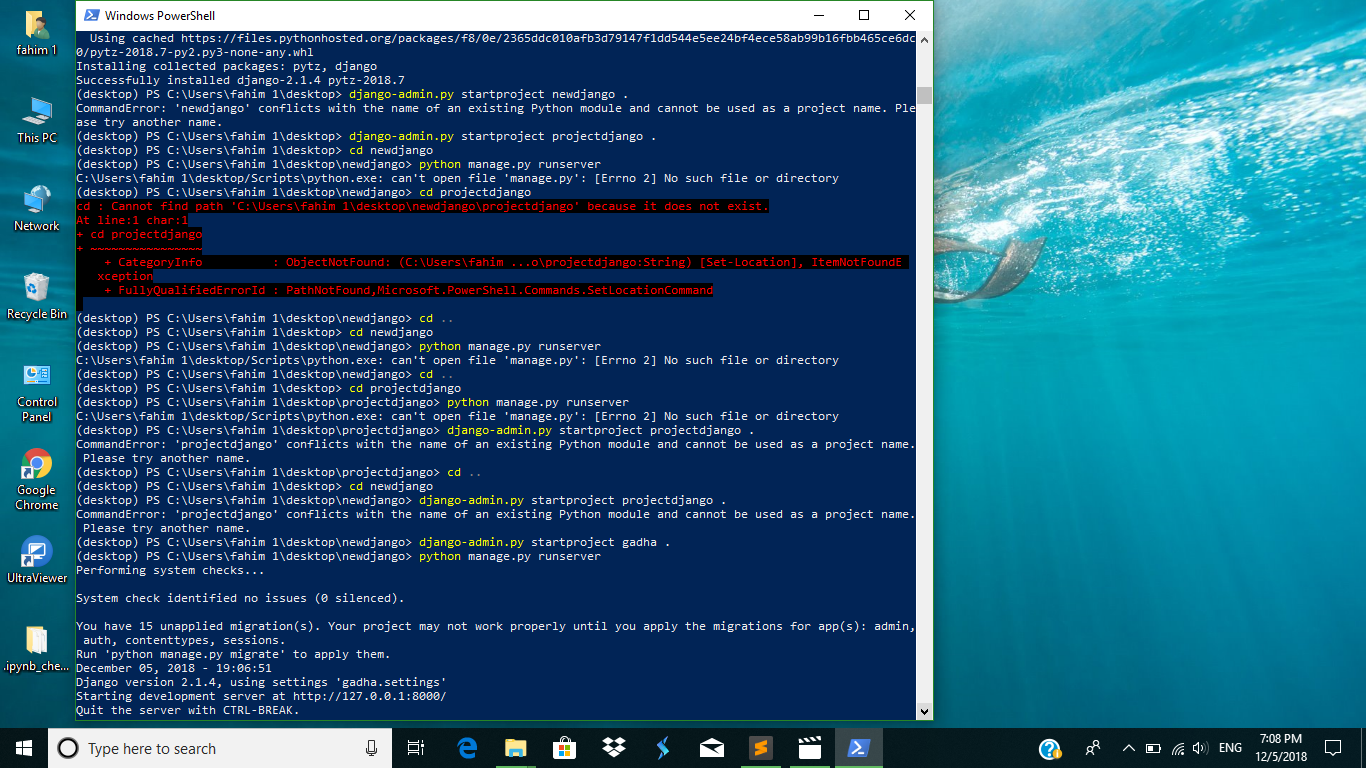 fahim 1
This PC
Network
Recycle Bin
Control
Panel
Google
Chrome
UltraViewer
.ipynb_che...
Windows PowerShell
Using cached https://files.pythonhosted.org/packages/f8/0e/2365ddc010afb3d79147f1dd544e5ee24bf4ece58ab99b16fbb465ce6dc
0/pytz-2018.7-py2.py3-none-any.whl
Installing collected packages: pytz, django
Successfully installed django-2.1.4 pytz-2018.7
(desktop) PS C:\Users\fahim 1\desktop> django-admin.py startproject newdjango .
CommandError: 'newdjango' conflicts with the name of an existing Python module and cannot be used as a project name. Ple
ase try another name.
(desktop) PS C:\Users\fahim 1\desktop> django-admin.py startproject projectdjango .
(desktop) PS C:\Users\fahim 1\desktop> cd newdjango
(desktop) PS C:\Users\fahim 1\desktop\newdjango> python manage.py runserver
C:\Users\fahim 1\desktop/Scripts\python.exe: can't open file 'manage.py': [Errno 2] No such file or directory
(desktop) PS C:\Users\fahim 1\desktop\newdjango> cd projectdjango
cd : Cannot find path 'C:\Users\fahim 1\desktop\newdjango\projectdjango' because it does not exist.
At line:1 char:1
+ cd projectdjango
+ ~~~~~~~~~~~~~~~~
+ CategoryInfo : ObjectNotFound: (C:\Users\fahim ...o\projectdjango:String) [Set-Location], ItemNotFoundE
xception
+ FullyQualifiedErrorId : PathNotFound,Microsoft.PowerShell.Commands.SetLocationCommand
(desktop) PS C:\Users\fahim 1\desktop\newdjango> cd ..
(desktop) PS C:\Users\fahim 1\desktop> cd newdjango
(desktop) PS C:\Users\fahim 1\desktop\newdjango> python manage.py runserver
C:\Users\fahim 1\desktop/Scripts\python.exe: can't open file 'manage.py': [Errno 2] No such file or directory
(desktop) PS C:\Users\fahim 1\desktop\newdjango> cd ..
(desktop) PS C:\Users\fahim 1\desktop> cd projectdjango
(desktop) PS C:\Users\fahim 1\desktop\projectdjango> python manage.py runserver
C:\Users\fahim 1\desktop/Scripts\python.exe: can't open file 'manage.py': [Errno 2] No such file or directory
(desktop) PS C:\Users\fahim 1\desktop\projectdjango> django-admin.py startproject projectdjango .
CommandError: 'projectdjango' conflicts with the name of an existing Python module and cannot be used as a project name.
Please try another name.
(desktop) PS C:\Users\fahim 1\desktop\projectdjango> cd ..
(desktop) PS C:\Users\fahim 1\desktop> cd newdjango
(desktop) PS C:\Users\fahim 1\desktop\newdjango> django-admin.py startproject projectdjango .
CommandError: 'projectdjango' conflicts with the name of an existing Python module and cannot be used as a project name.
Please try another name.
(desktop) PS C:\Users\fahim 1\desktop\newdjango> django-admin.py startproject gadha .
(desktop) PS C:\Users\fahim 1\desktop\newdjango> python manage.py runserver
Performing system checks...
System check identified no issues (0 silenced).
You have 15 unapplied migration(s). Your project may not work properly until you apply the migrations for app(s): admin,
auth, contenttypes, sessions.
Run 'python manage.py migrate' to apply them.
December 05, 2018 - 19:06:51
Django version 2.1.4, using settings 'gadha.settings'
Starting development server at http://127.0.0.1:8000/
Quit the server with CTRL-BREAK.
Type here to search
ENG
7:08 PM
12/5/2018